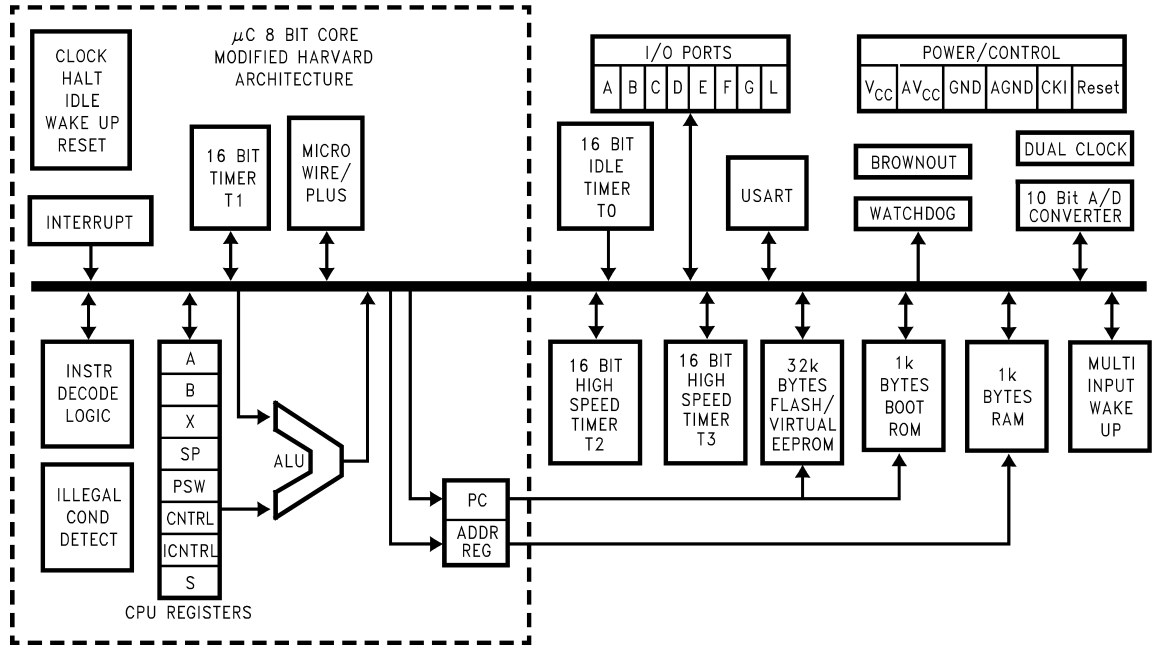 μC 8 BIT CORE
MODIFIED HARVARD
ARCHITECTURE
CLOCK
HALT
IDLE
WAKE UP
RESET
16 BIT
TIMER
T1
MICRO
WIRE/
PLUS
INTERRUPT
I/O PORTS
A B C D E F G L
POWER/CONTROL
VCC AVCC GND AGND CKI Reset
16 BIT
IDLE
TIMER
T0
USART
BROWNOUT
WATCHDOG
DUAL CLOCK
10 Bit A/D
CONVERTER
INSTR
DECODE
LOGIC
ILLEGAL
COND
DETECT
A
B
X
SP
PSW
CNTRL
ICNTRL
S
CPU REGISTERS
ALU
PC
ADDR
REG
16 BIT
HIGH
SPEED
TIMER
T2
16 BIT
HIGH
SPEED
TIMER
T3
32k
BYTES
FLASH/
VIRTUAL
EEPROM
1k
BYTES
BOOT
ROM
1k
BYTES
RAM
MULTI
INPUT
WAKE
UP